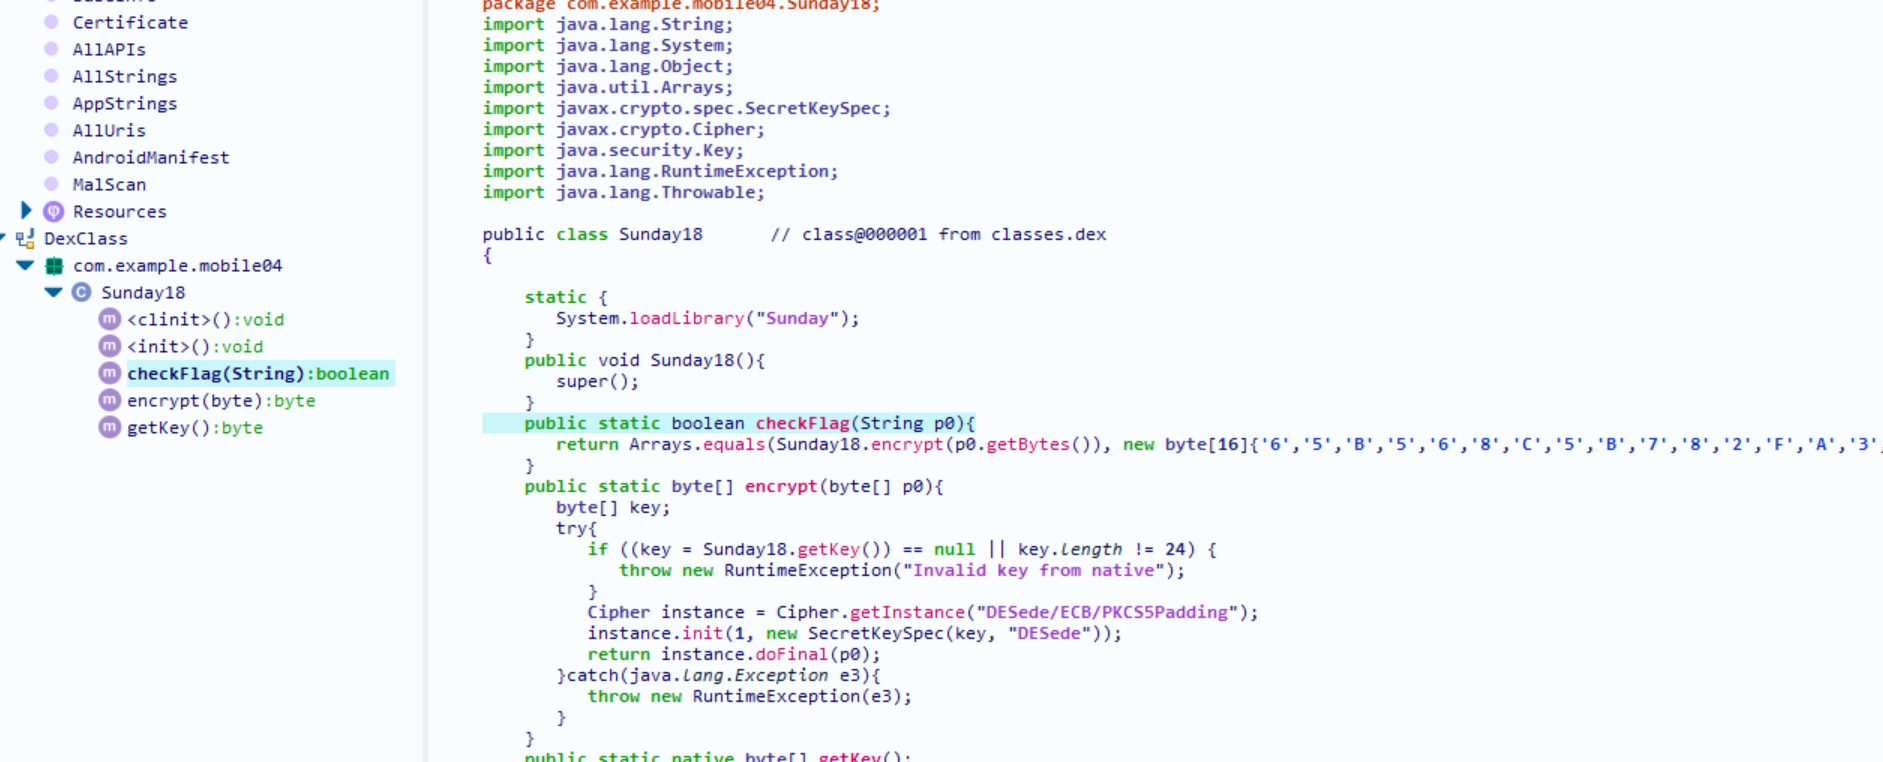 Certificate
AllAPIs
AllStrings
AppStrings
AllUris
AndroidManifest
MalScan
Resources
DexClass
com.example.mobile04
Sunday18
<clinit>():void
<init>():void
checkFlag(String):boolean
encrypt(byte):byte
getKey():byte
package com.example.mobile04.Sunday18;
import java.lang.String;
import java.lang.System;
import java.lang.Object;
import java.util.Arrays;
import javax.crypto.spec.SecretKeySpec;
import javax.crypto.Cipher;
import java.security.Key;
import java.lang.RuntimeException;
import java.lang.Throwable;
public class Sunday18 // class@000001 from classes.dex
{
static {
System.loadLibrary("Sunday");
}
public void Sunday18(){
super();
}
public static boolean checkFlag(String p0){
return Arrays.equals(Sunday18.encrypt(p0.getBytes()), new byte[16]{'6','5','B','5','6','8','C','5','B','7','8','2','F','A','3'
}
public static byte[] encrypt(byte[] p0){
byte[] key;
try{
if ((key = Sunday18.getKey()) == null || key.length != 24) {
throw new RuntimeException("Invalid key from native");
}
Cipher instance = Cipher.getInstance("DESede/ECB/PKCS5Padding");
instance.init(1, new SecretKeySpec(key, "DESede"));
return instance.doFinal(p0);
}catch(java.lang.Exception e3){
throw new RuntimeException(e3);
}
}
public static native byte[] getKey();